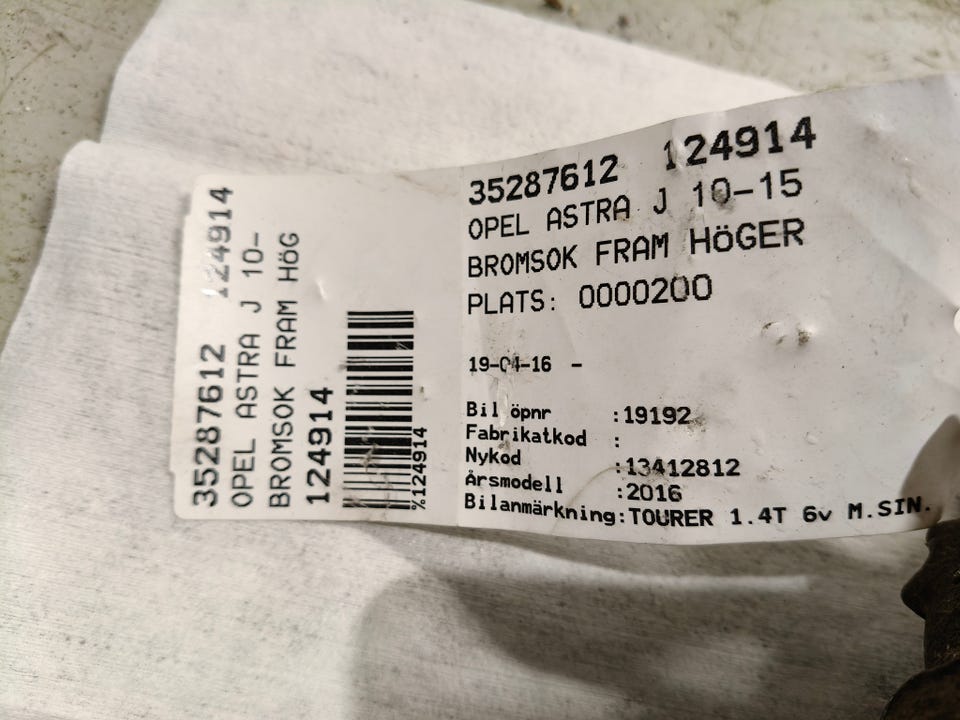 35287612 124914
OPEL ASTRA J 10-
BROMSOK FRAM HÖG
124914
%124914
35287612 124914
OPEL ASTRA J 10-15
BROMSOK FRAM HÖGER
PLATS: 0000200
19-04-16 -
Bil öpnr :19192
Fabrikatkod :
Nykod :13412812
Årsmodell :2016
Bilanmärkning:TOURER 1.4T 6v M.SIN.